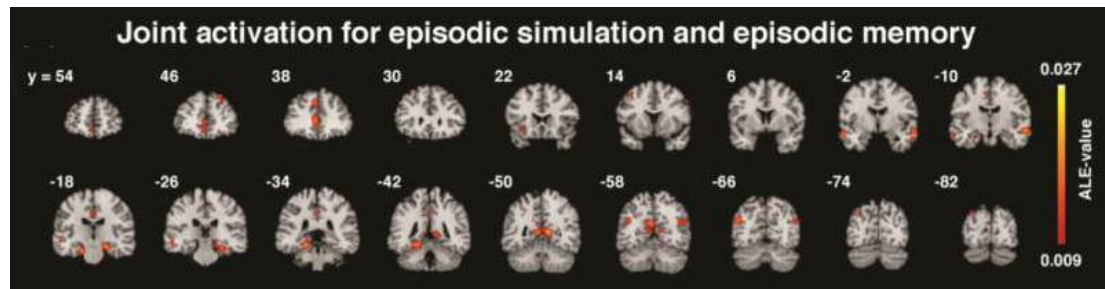 Joint activation for episodic simulation and episodic memory
y = 54 46 38 30 22 14 6 -2 -10 0.027
ALE-value
-18 -26 -34 -42 -50 -58 -66 -74 -82
0.009